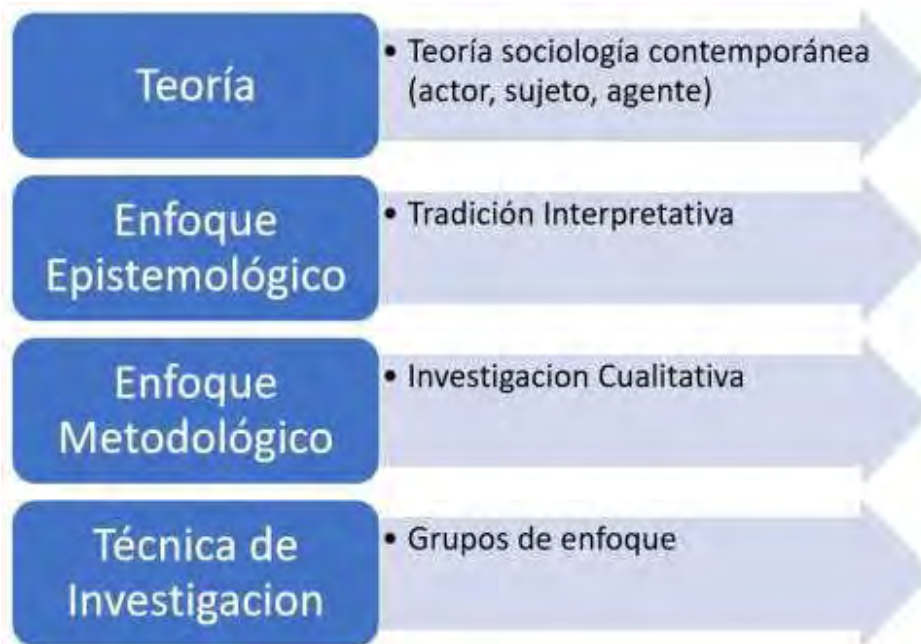 Teoría
• Teoría sociología contemporánea
(actor, sujeto, agente)
Enfoque
Epistemológico
• Tradición Interpretativa
Enfoque
Metodológico
• Investigacion Cualitativa
Técnica de
Investigacion
• Grupos de enfoque